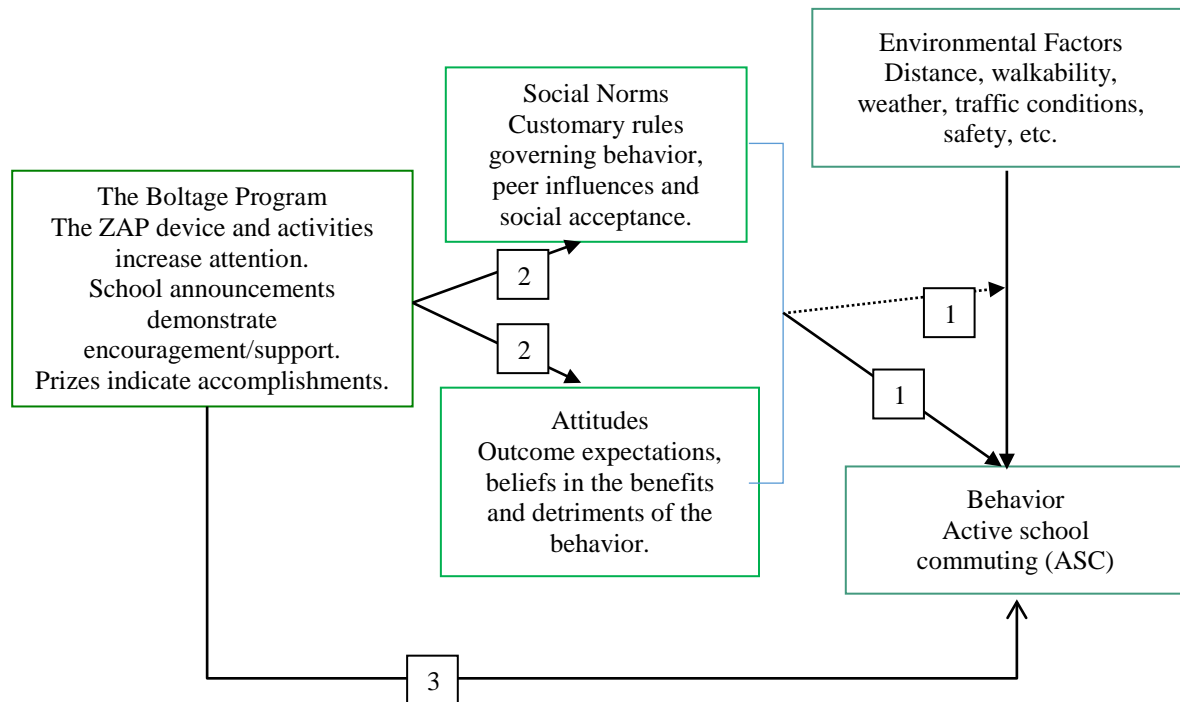 Environmental Factors
Distance, walkability,
weather, traffic conditions,
safety, etc.
Social Norms
Customary rules
governing behavior,
peer influences and
social acceptance.
The Boltage Program
The ZAP device and activities
increase attention.
School announcements
demonstrate
encouragement/support.
Prizes indicate accomplishments.
2
2
1
1
Attitudes
Outcome expectations,
beliefs in the benefits
and detriments of the
behavior.
Behavior
Active school
commuting (ASC)
3